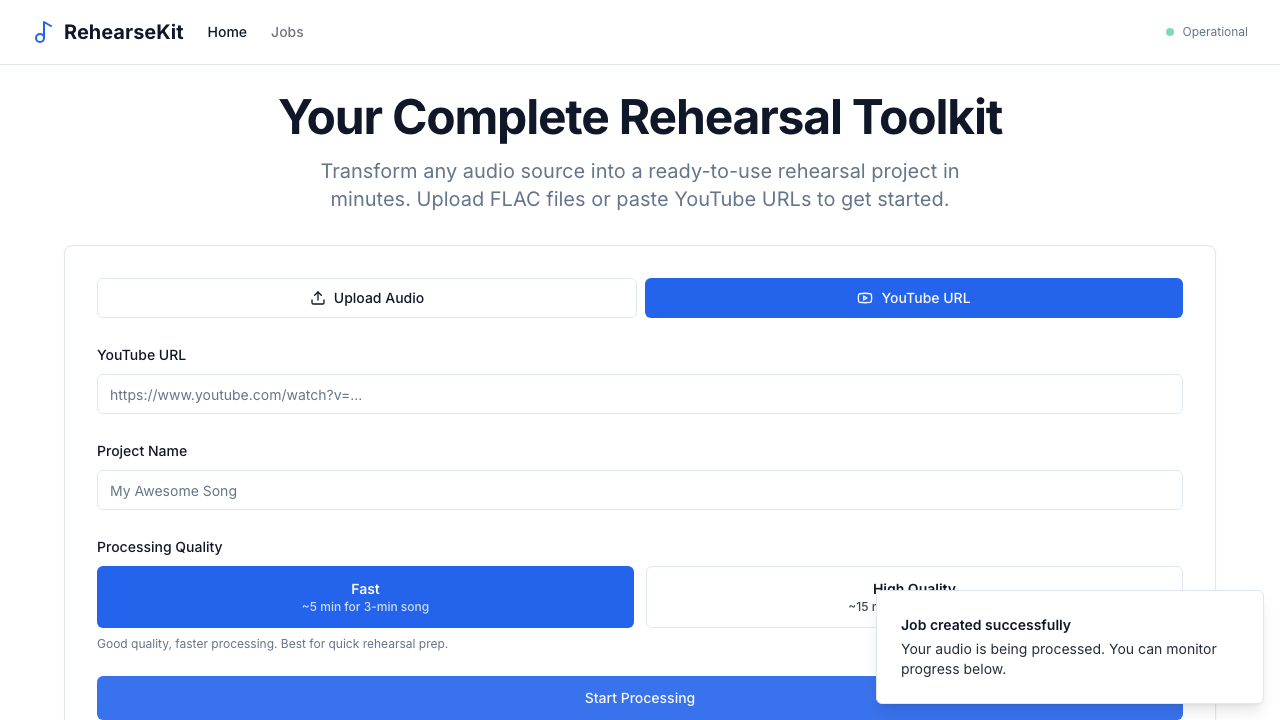 RehearseKit
Home
Jobs
Operational
Your Complete Rehearsal Toolkit
Transform any audio source into a ready-to-use rehearsal project in
minutes. Upload FLAC files or paste YouTube URLs to get started.
Upload Audio
YouTube URL
YouTube URL
https://www.youtube.com/watch?v=...
Project Name
My Awesome Song
Processing Quality
Fast
~5 min for 3-min song
High Quality
~15
Good quality, faster processing. Best for quick rehearsal prep.
Start Processing
Job created successfully
Your audio is being processed. You can monitor
progress below.